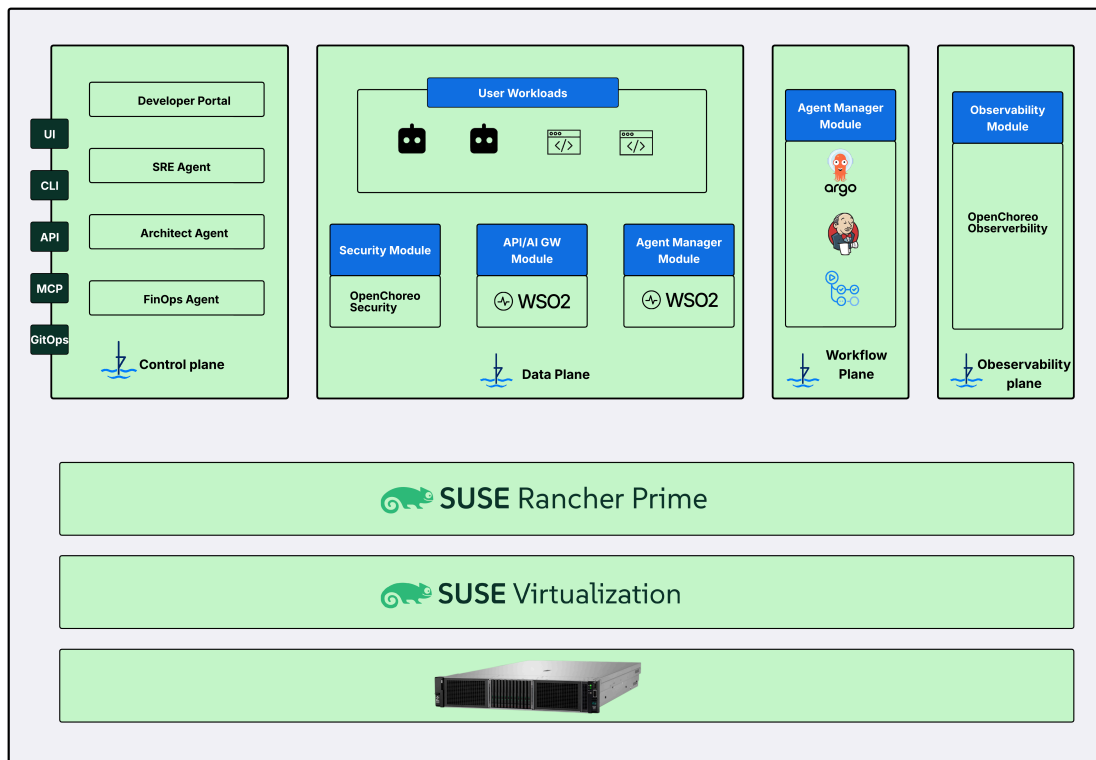 UI
CLI
API
MCP
GitOps
Developer Portal
SRE Agent
Architect Agent
FinOps Agent
Control plane
User Workloads
Security Module
OpenChoreo
Security
API/AI GW
Module
WSO2
Agent Manager
Module
WSO2
Data Plane
Agent Manager
Module
argo
Workflow
Plane
Observability
Module
OpenChoreo
Observerbility
Obeservability
plane
SUSE Rancher Prime
SUSE Virtualization